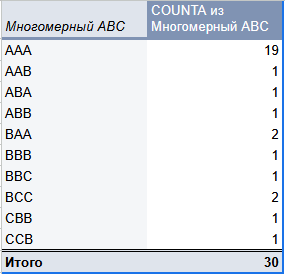 Многомерный ABC
COUNTA из
Многомерный ABC
AAA 19
AAB 1
ABA 1
ABB 1
BAA 2
BBB 1
BBC 1
BCC 2
CBB 1
CCB 1
Итого 30